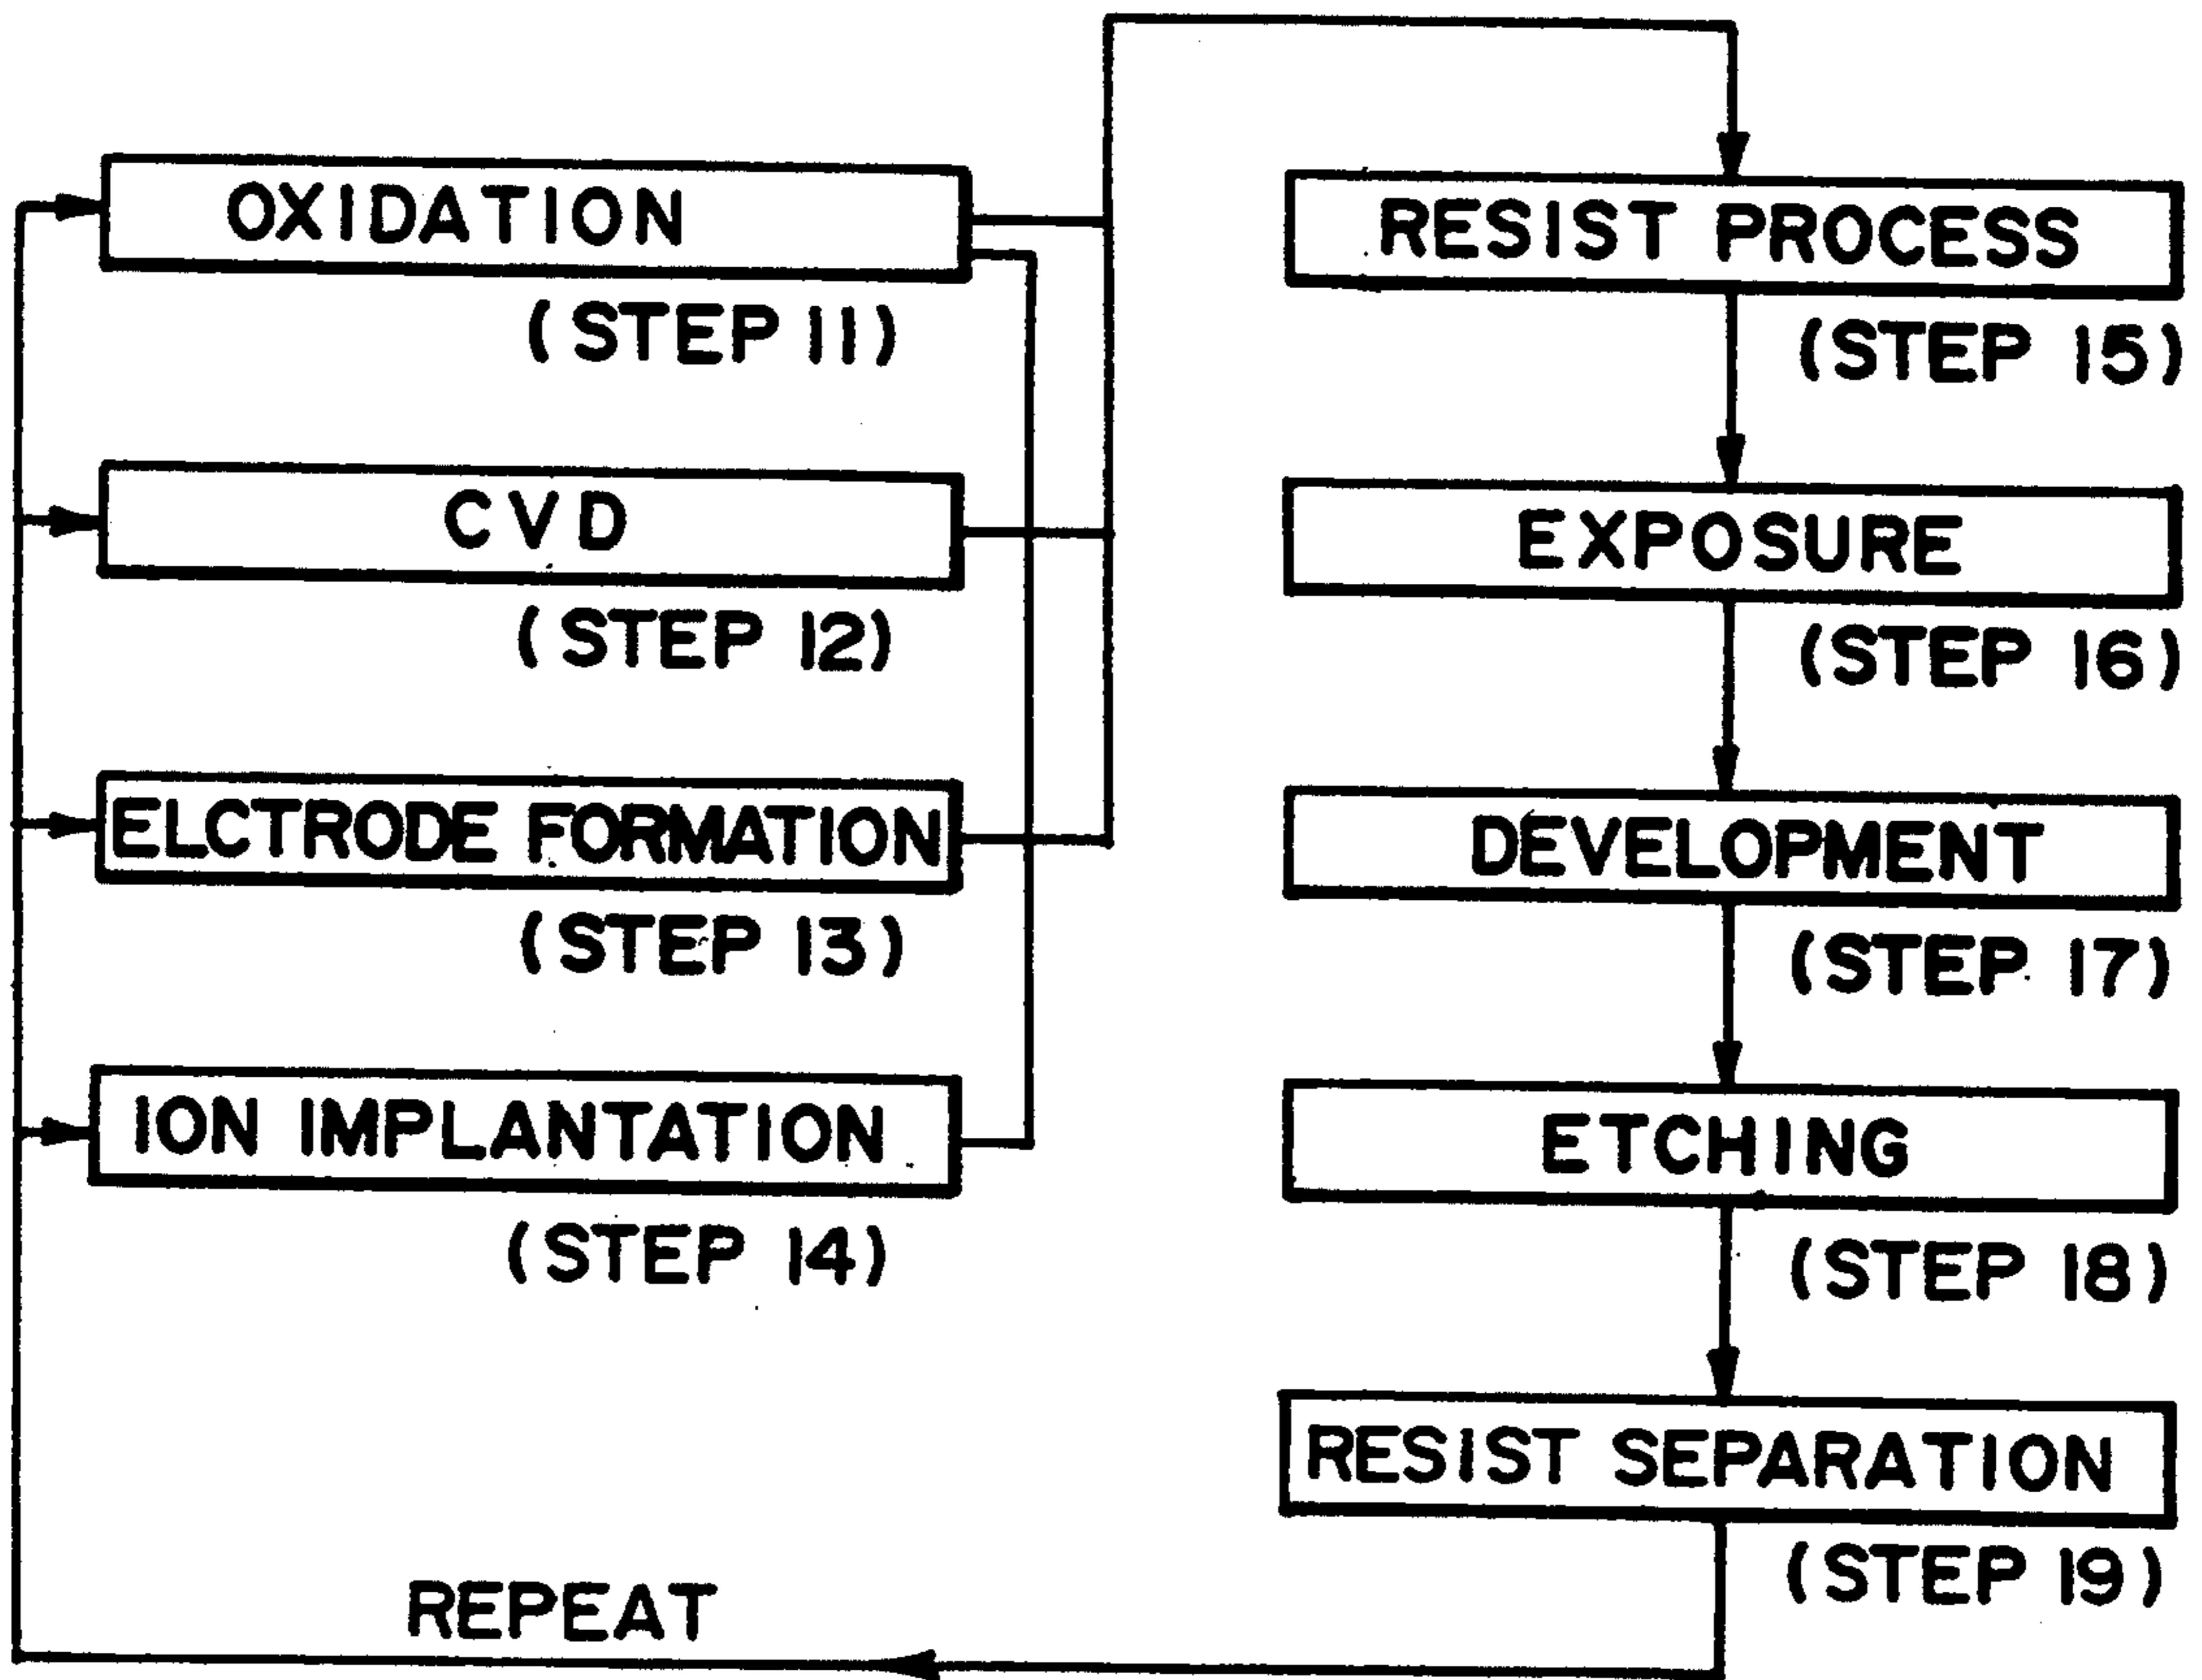 OXIDATION
(STEP 11)
CVD
(STEP 12)
ELCTRODE FORMATION
(STEP 13)
ION IMPLANTATION
(STEP 14)
RESIST PROCESS
(STEP 15)
EXPOSURE
(STEP 16)
DEVELOPMENT
(STEP 17)
ETCHING
(STEP 18)
RESIST SEPARATION
(STEP 19)
REPEAT